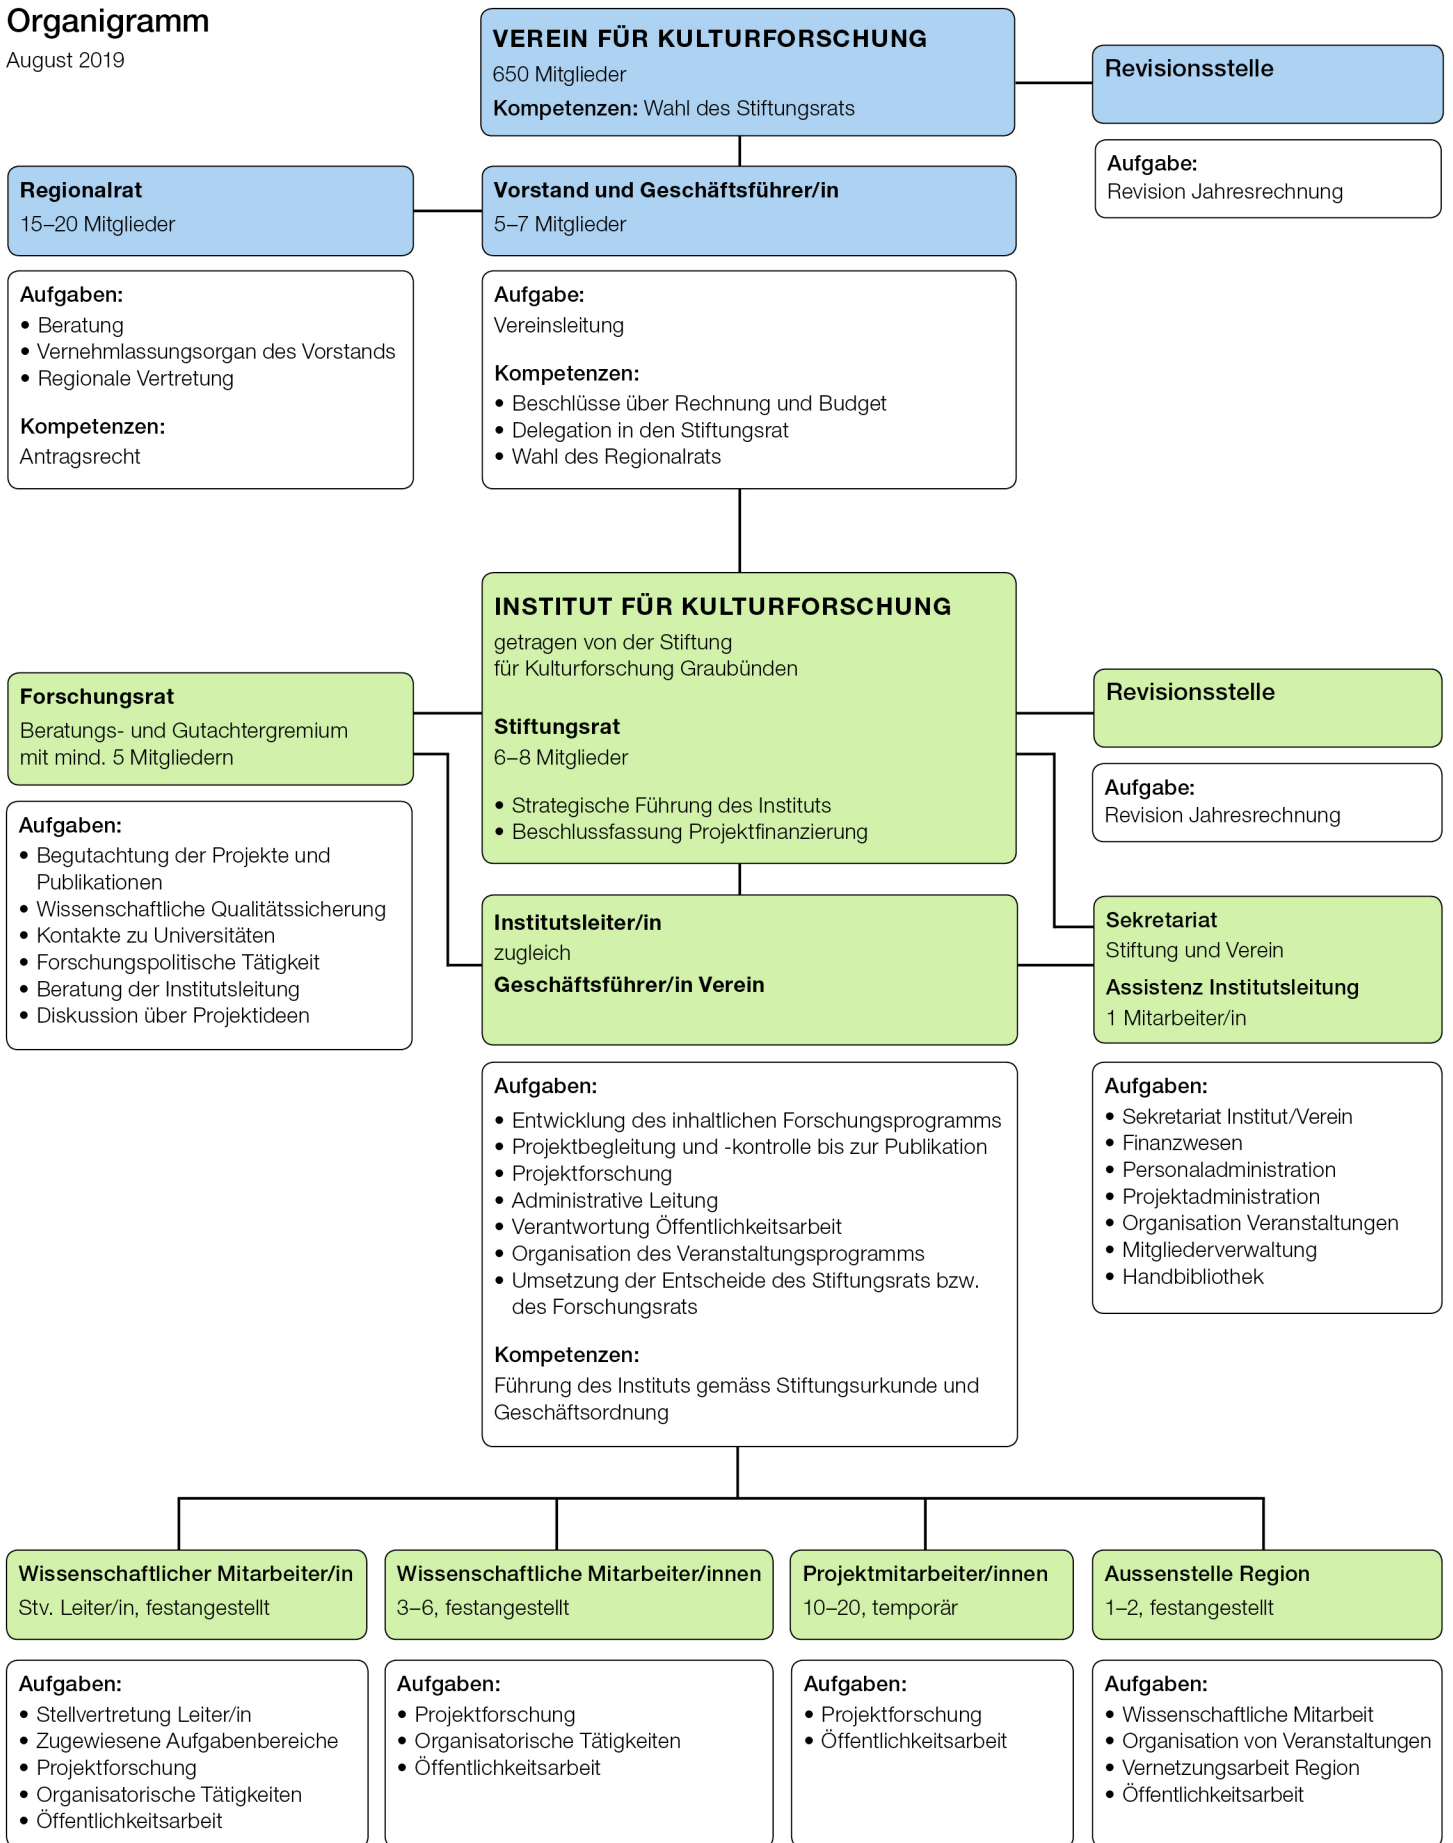 Organigramm
August 2019
VEREIN FÜR KULTURFORSCHUNG
650 Mitglieder
Kompetenzen: Wahl des Stiftungsrats
Revisionsstelle
Aufgabe:
Revision Jahresrechnung
Regionalrat
15–20 Mitglieder
Vorstand und Geschäftsführer/in
5–7 Mitglieder
Aufgaben:
• Beratung
• Vernehmlassungsorgan des Vorstands
• Regionale Vertretung
Kompetenzen:
Antragsrecht
Aufgabe:
Vereinsleitung
Kompetenzen:
• Beschlüsse über Rechnung und Budget
• Delegation in den Stiftungsrat
• Wahl des Regionalrats
INSTITUT FÜR KULTURFORSCHUNG
getragen von der Stiftung
für Kulturforschung Graubünden
Stiftungsrat
6–8 Mitglieder
• Strategische Führung des Instituts
• Beschlussfassung Projektfinanzierung
Forschungsrat
Beratungs- und Gutachtergremium
mit mind. 5 Mitgliedern
Revisionsstelle
Aufgabe:
Revision Jahresrechnung
Aufgaben:
• Begutachtung der Projekte und
Publikationen
• Wissenschaftliche Qualitätssicherung
• Kontakte zu Universitäten
• Forschungspolitische Tätigkeit
• Beratung der Institutsleitung
• Diskussion über Projektideen
Institutsleiter/in
zugleich
Geschäftsführer/in Verein
Sekretariat
Stiftung und Verein
Assistenz Institutsleitung
1 Mitarbeiter/in
Aufgaben:
• Entwicklung des inhaltlichen Forschungsprogramms
• Projektbegleitung und -kontrolle bis zur Publikation
• Projektforschung
• Administrative Leitung
• Verantwortung Öffentlichkeitsarbeit
• Organisation des Veranstaltungsprogramms
• Umsetzung der Entscheide des Stiftungsrats bzw.
des Forschungsrats
Kompetenzen:
Führung des Instituts gemäss Stiftungsurkunde und
Geschäftsordnung
Aufgaben:
• Sekretariat Institut/Verein
• Finanzwesen
• Personaladministration
• Projektadministration
• Organisation Veranstaltungen
• Mitgliederverwaltung
• Handbibliothek
Wissenschaftlicher Mitarbeiter/in
Stv. Leiter/in, festangestellt
Wissenschaftliche Mitarbeiter/innen
3–6, festangestellt
Projektmitarbeiter/innen
10–20, temporär
Aussenstelle Region
1–2, festangestellt
Aufgaben:
• Stellvertretung Leiter/in
• Zugewiesene Aufgabenbereiche
• Projektforschung
• Organisatorische Tätigkeiten
• Öffentlichkeitsarbeit
Aufgaben:
• Projektforschung
• Organisatorische Tätigkeiten
• Öffentlichkeitsarbeit
Aufgaben:
• Projektforschung
• Öffentlichkeitsarbeit
Aufgaben:
• Wissenschaftliche Mitarbeit
• Organisation von Veranstaltungen
• Vernetzungsarbeit Region
• Öffentlichkeitsarbeit